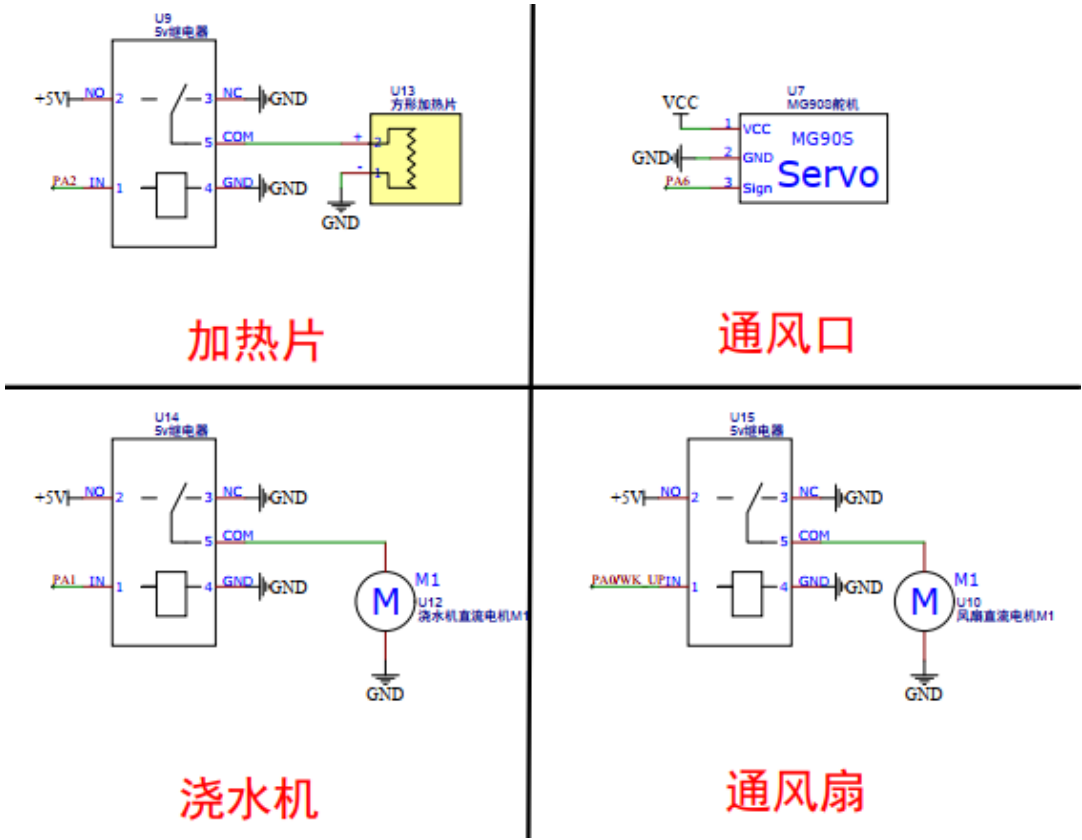 U9
5v继电器
+5V
NO
2
3
NC
GND
5
COM
PA2
IN
1
4
GND
GND
U13
方形加热片
+
2
-
1
GND
加热片
U7
MG908舵机
VCC
1
VCC
MG90S
GND
2
GND
Servo
PA6
3
Sign
通风口
U14
5v继电器
+5V
NO
2
3
NC
GND
5
COM
PA1
IN
1
4
GND
GND
M
M1
U12
浇水机直流电机M1
GND
浇水机
U15
5v继电器
+5V
NO
2
3
NC
GND
5
COM
PA0/WK_UP
IN
1
4
GND
GND
M
M1
U10
风扇直流电机M1
GND
通风扇